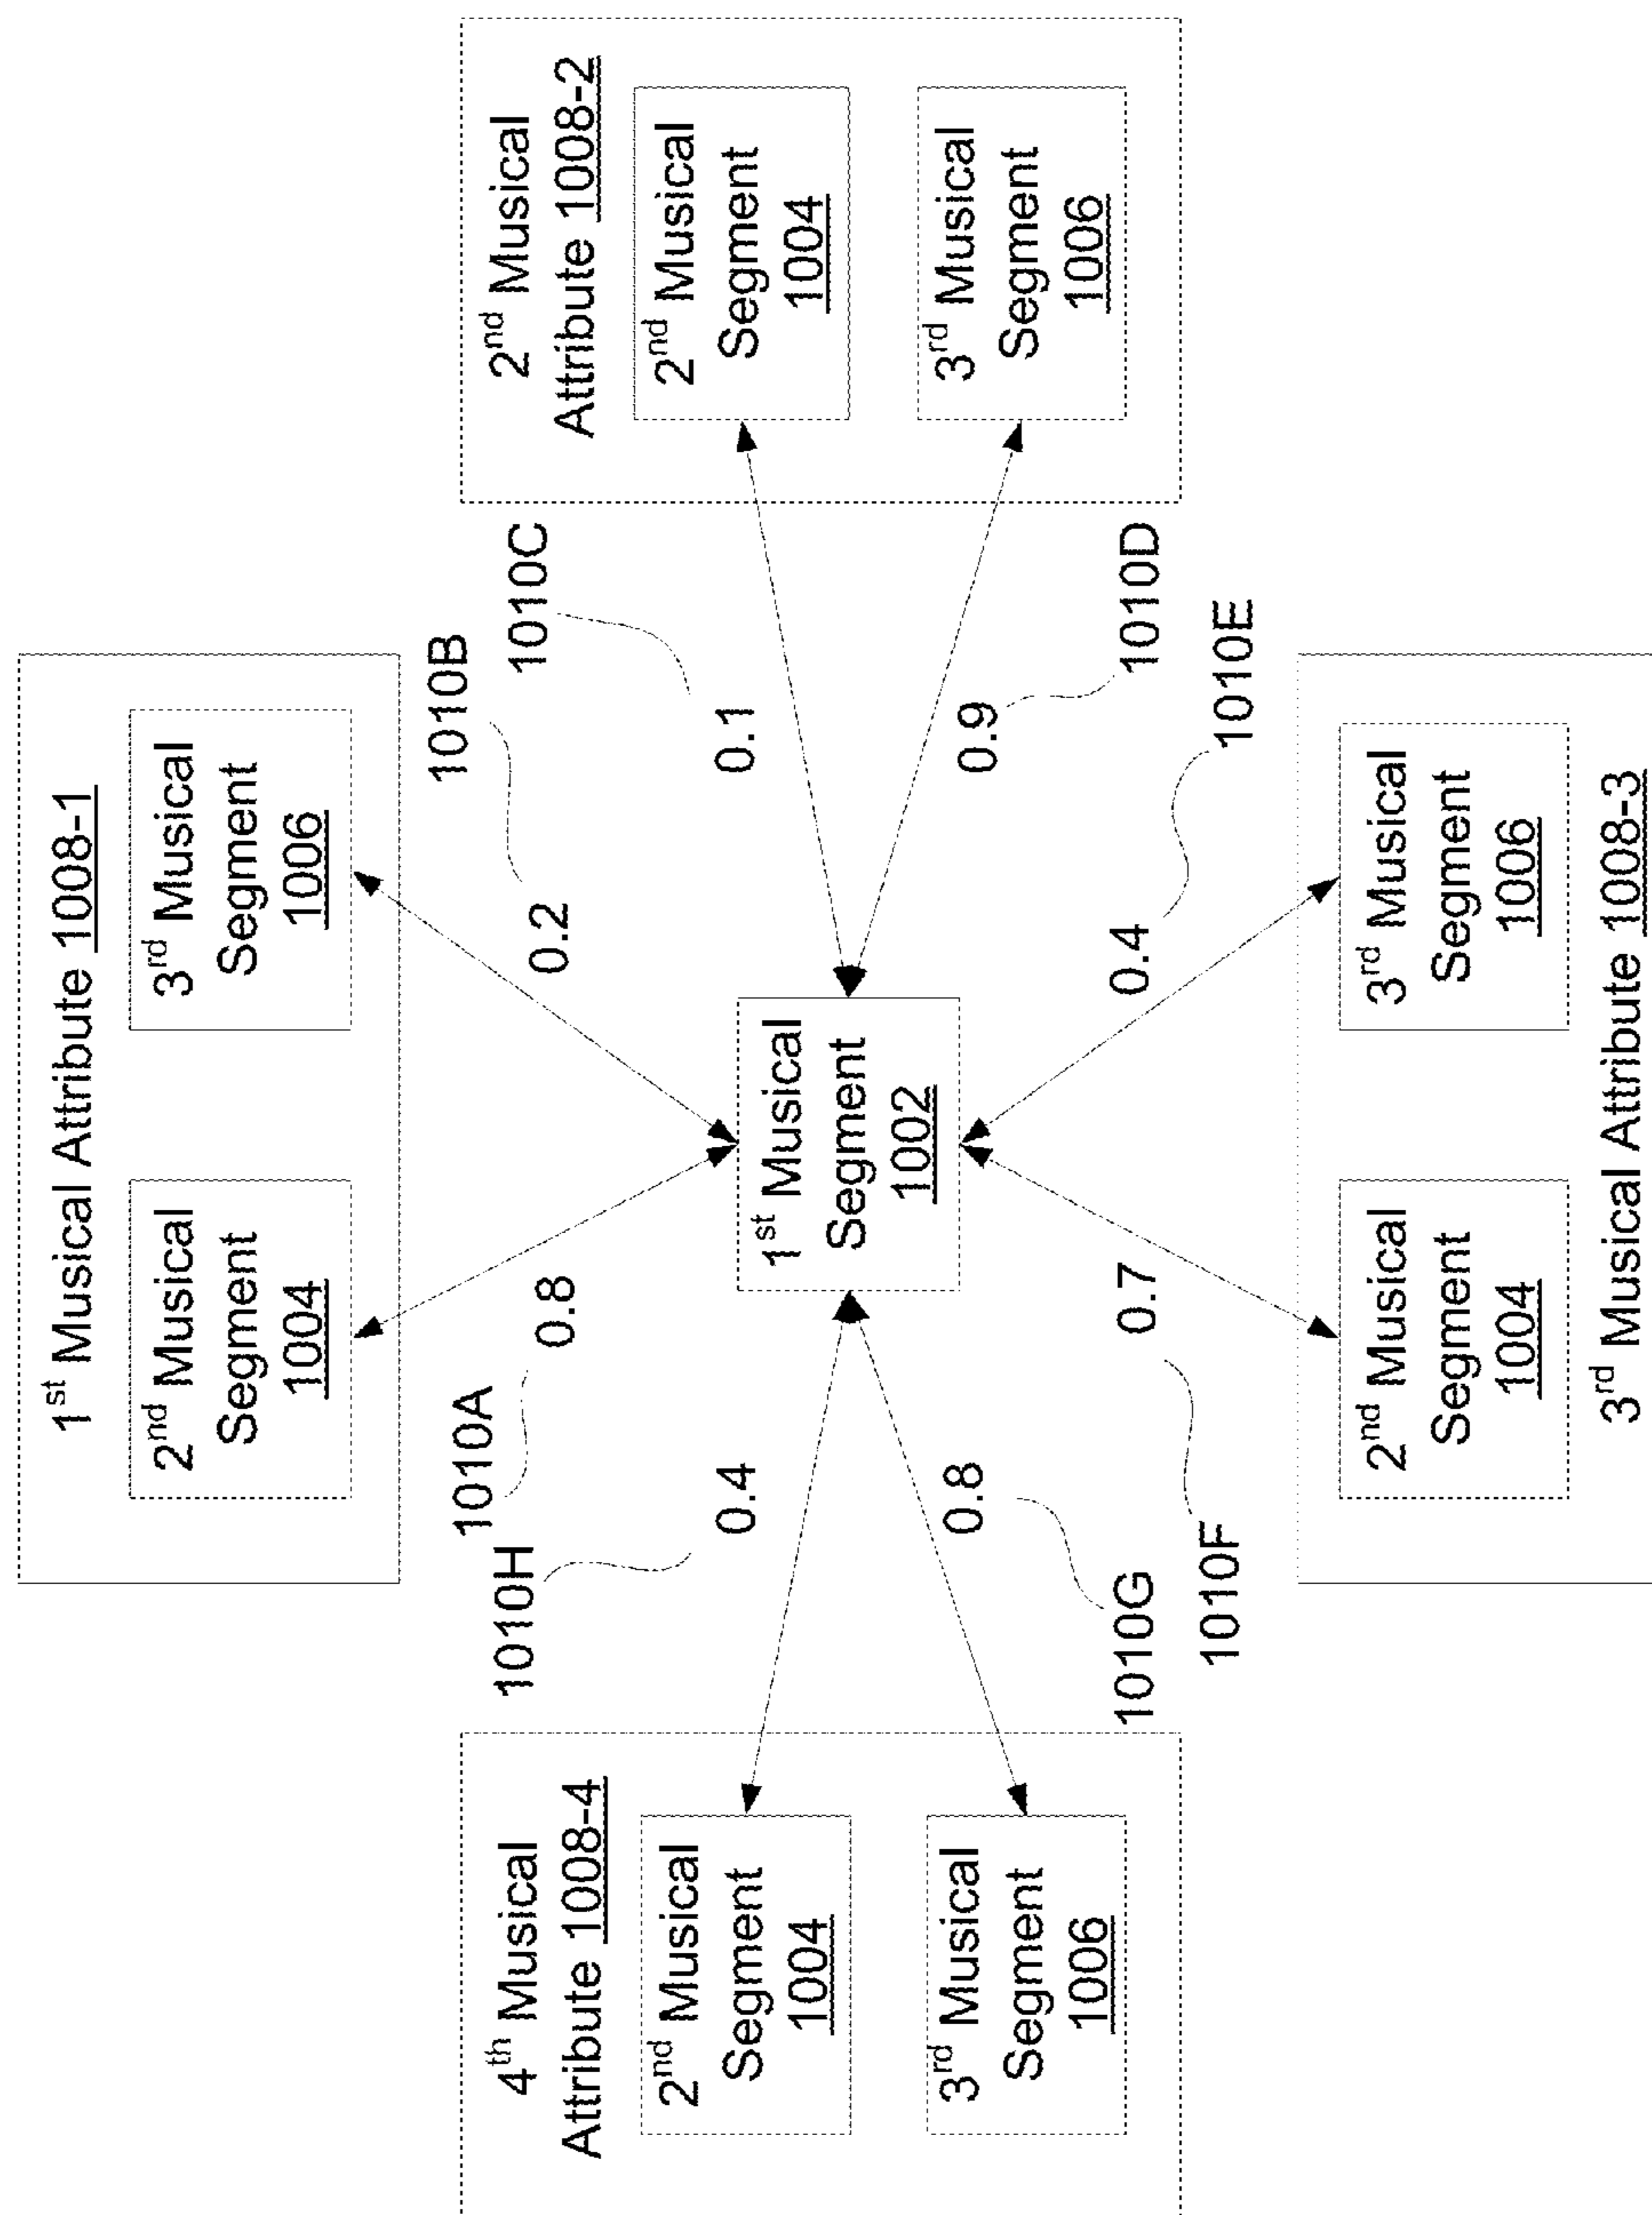 1st Musical Attribute 1008-1
2nd Musical
Segment
1004
3rd Musical
Segment
1006
1010A
0.8
1010B
0.2
4th Musical
Attribute 1008-4
2nd Musical
Segment
1004
3rd Musical
Segment
1006
1010H
0.4
1010G
0.8
1st Musical
Segment
1002
1010C
0.1
1010D
0.9
2nd Musical
Attribute 1008-2
2nd Musical
Segment
1004
3rd Musical
Segment
1006
1010F
0.7
1010E
0.4
2nd Musical
Segment
1004
3rd Musical
Segment
1006
3rd Musical Attribute 1008-3